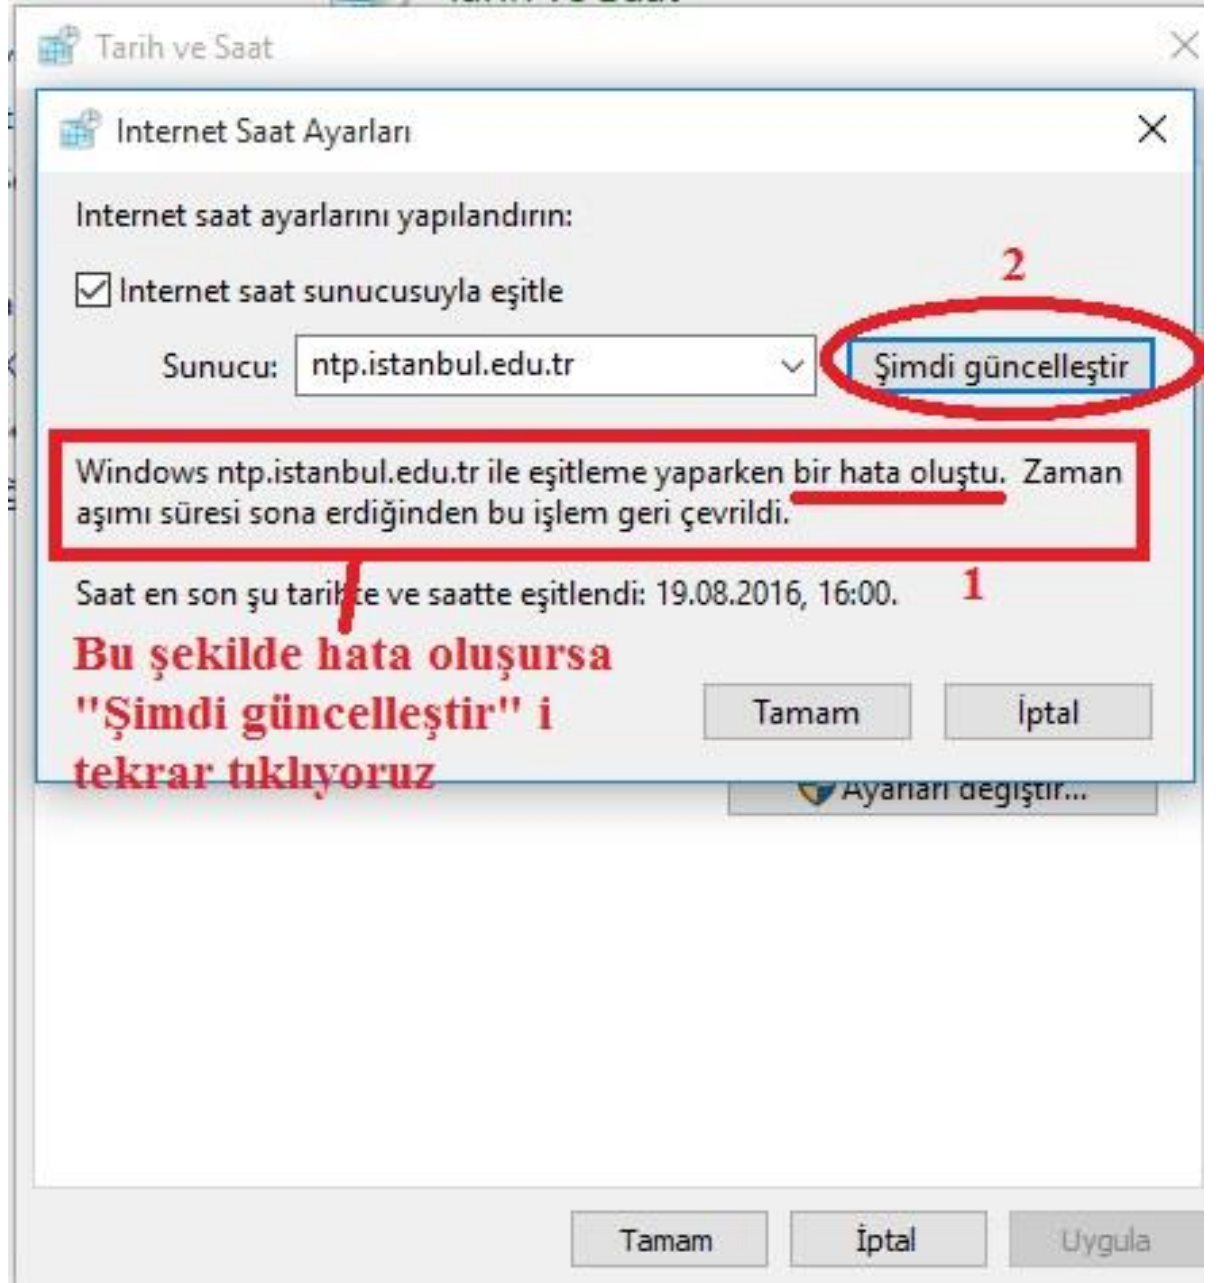 Tarih ve Saat
Tarih ve Saat
Internet Saat Ayarları
Internet saat ayarlarını yapılandırın:
2
Internet saat sunucusuyla eşitle
Sunucu: ntp.istanbul.edu.tr Şimdi güncelleştir
Windows ntp.istanbul.edu.tr ile eşitleme yaparken bir hata oluştu. Zaman
aşımı süresi sona erdiğinden bu işlem geri çevrildi.
Saat en son şu tarihte ve saatte eşitlendi: 19.08.2016, 16:00. 1
Bu şekilde hata oluşursa
"Şimdi güncelleştir" i
tekrar tıklıyoruz
Tamam İptal
Ayarları değiştir...
Tamam İptal Uygula